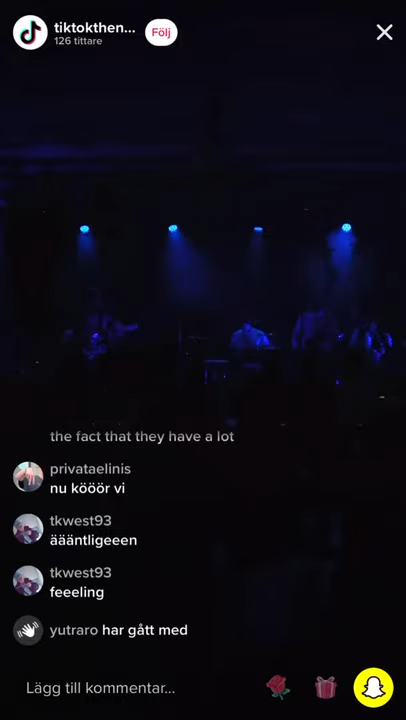 tiktokthen...
126 tittare
Följ
the fact that they have a lot
privataelinis
nu kööör vi
tkwest93
äääntligeeen
tkwest93
feeeling
yutraro har gått med
Lägg till kommentar...